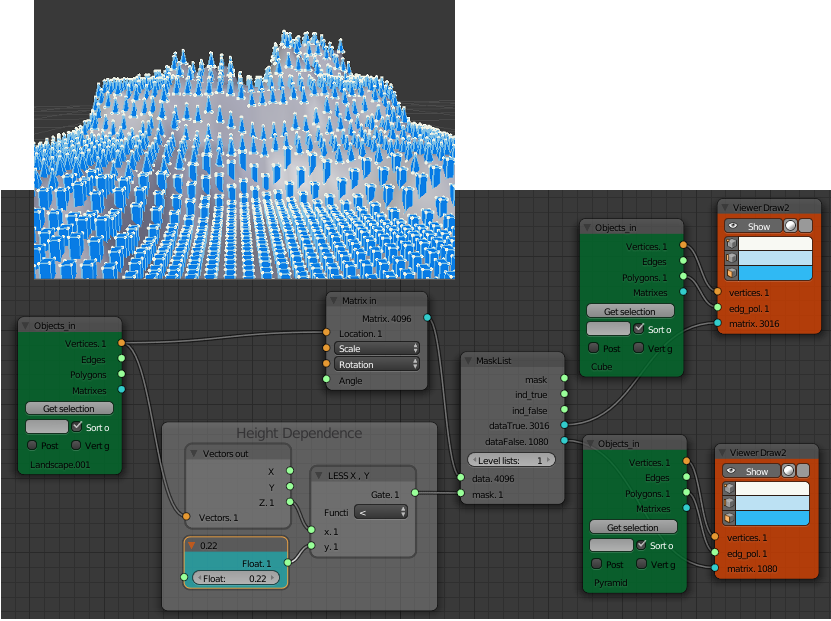 Objects_in
Vertices. 1
Edges
Polygons
Matrixes
Get selection
Sort o
Post
Vert g
Landscape.001
Matrix in
Matrix. 4096
Location. 1
Scale
Rotation
Angle
Height Dependence
Vectors out
X
Y
Z. 1
Vectors. 1
0.22
Float. 1
Float: 0.22
LESS X , Y
Gate. 1
Functi <
x. 1
y. 1
MaskList
mask
ind_true
ind_false
dataTrue. 3016
dataFalse. 1080
Level lists: 1
data. 4096
mask. 1
Objects_in
Vertices. 1
Edges
Polygons. 1
Matrixes
Get selection
Sort o
Post
Vert g
Cube
Viewer Draw2
Show
vertices. 1
edg_pol. 1
matrix. 3016
Objects_in
Vertices. 1
Edges
Polygons. 1
Matrixes
Get selection
Sort o
Post
Vert g
Pyramid
Viewer Draw2
Show
vertices. 1
edg_pol. 1
matrix. 1080